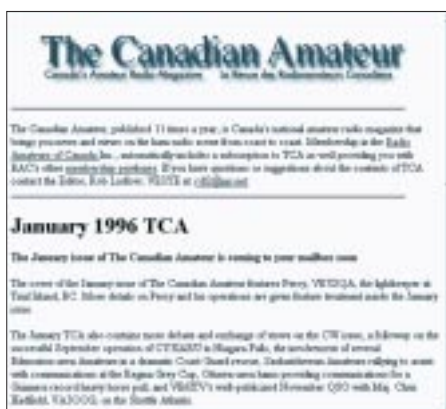 The Canadian Amateur
Canada's Amateur Radio Magazine la Revue des Radioamateurs Canadiens
The Canadian Amateur, published 11 times a year, is Canada's national amateur radio magazine that
brings you news and views on the ham radio scene from coast to coast. Membership in the Radio
Amateurs of Canada Inc., automatically includes a subscription to TCA as well providing you with
RAC's other membership products. If you have questions or suggestions about the contents of TCA
contact the Editor, Rob Ludlow, at
January 1996 TCA
The January issue of The Canadian Amateur is coming to your mailbox soon
The cover of the January issue of The Canadian Amateur features Percy, the lightkeeper at
Trial Island, BC. More details on Percy and his operations are given feature treatment inside the January
issue.
The January TCA also contains more debate and exchange of views on the CW issue, a followup on the
successful September operation of in Niagara Falls, the involvement of several
Edmonton area Amateurs in a dramatic Coast Guard rescue, Saskatchewan Amateurs rallying to assist
with communications at the Regina Grey Cup, Ottawa area hams providing communications for a
Guinness record heavy horse pull, and well-publicized November QSO with Maj. Chris
Hadfield, on the Shuttle Atlantis.